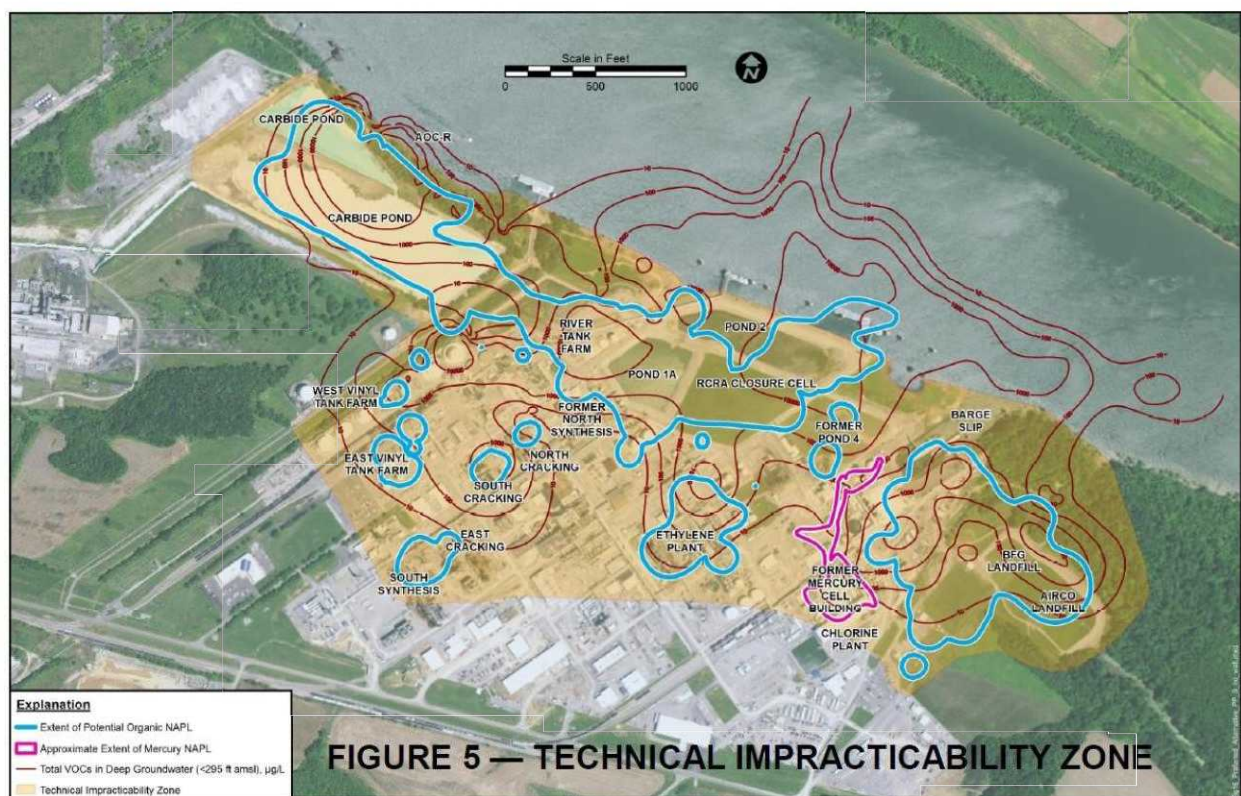 Scale in Feet
0 500 1000
N
CARBIDE POND
AOC-R
CARBIDE POND
RIVER
TANK
FARM
POND 2
POND 1A
RCRA CLOSURE CELL
WEST VINYL
TANK FARM
FORMER
NORTH
SYNTHESIS
FORMER
POND 4
BARGE
SLIP
EAST VINYL
TANK FARM
NORTH
CRACKING
SOUTH
CRACKING
EAST
CRACKING
ETHYLENE
PLANT
SOUTH
SYNTHESIS
FORMER
MERCURY
CELL
BUILDING
BFG
LANDFILL
AIRCO
LANDFILL
CHLORINE
PLANT
Explanation
Extent of Potential Organic NAPL
Approximate Extent of Mercury NAPL
Total VOCs in Deep Groundwater (<295 ft amsl), µg/L
Technical Impracticability Zone
FIGURE 5 — TECHNICAL IMPRACTICABILITY ZONE